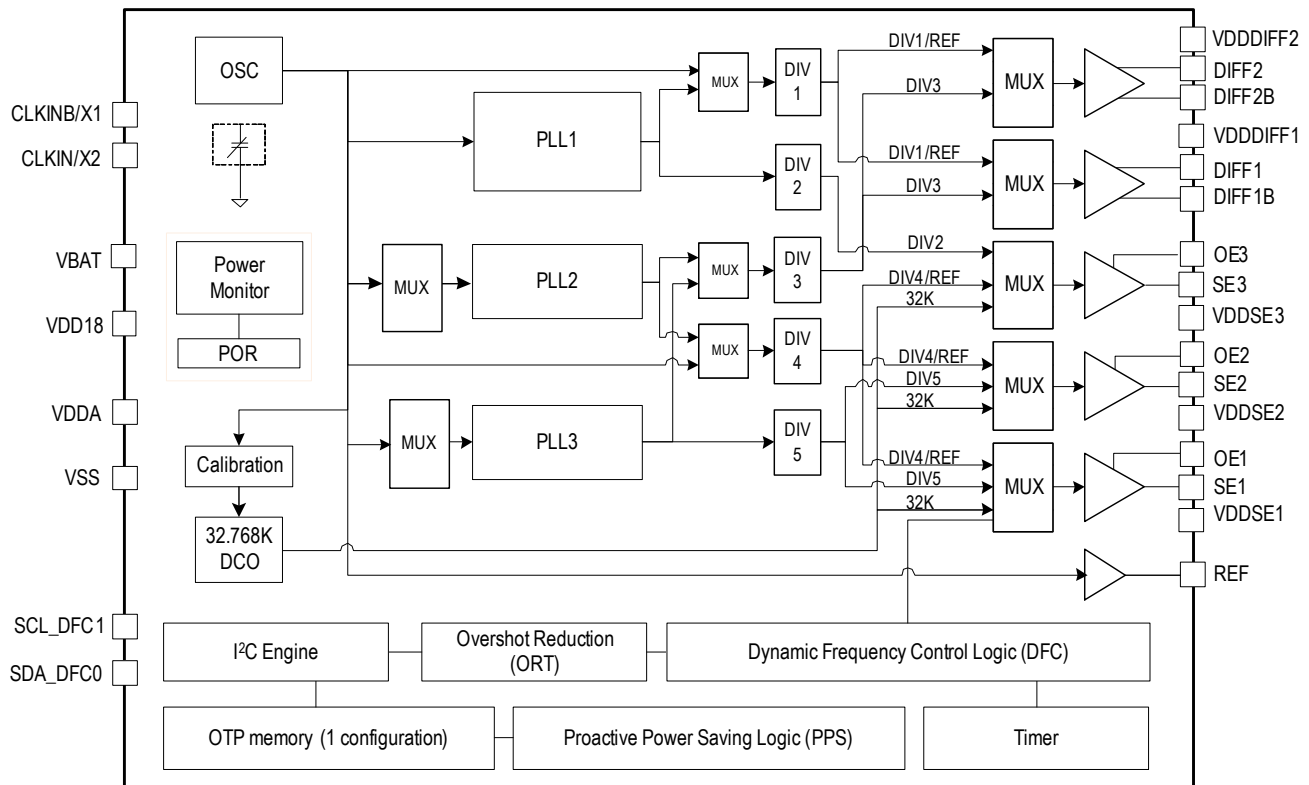 VDDDIFF2
DIV1/REF
OSC
MUX
DIV
1
MUX
DIFF2
DIV3
DIFF2B
CLKINB/X1
PLL1
VDDDIFF1
CLKIN/X2
DIV1/REF
DIV
2
MUX
DIFF1
DIV3
DIFF1B
VBAT
Power
Monitor
MUX
PLL2
MUX
DIV
3
DIV2
DIV4/REF
32K
MUX
OE3
SE3
VDD18
POR
VDDSE3
MUX
DIV
4
DIV4/REF
DIV5
32K
MUX
OE2
SE2
VDDA
VDDSE2
MUX
PLL3
DIV
5
Calibration
VSS
DIV4/REF
DIV5
32K
MUX
OE1
SE1
VDDSE1
32.768K
DCO
REF
SCL_DFC1
I²C Engine
Overshot Reduction
(ORT)
Dynamic Frequency Control Logic (DFC)
SDA_DFC0
OTP memory (1 configuration)
Proactive Power Saving Logic (PPS)
Timer